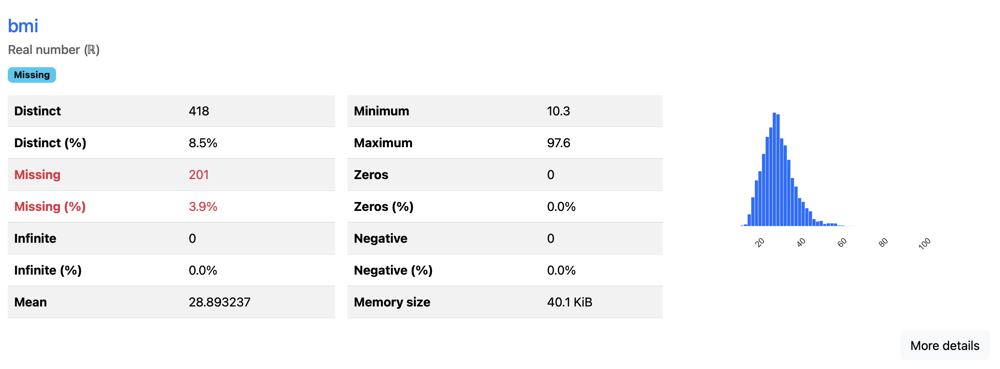 bmi
Real number (ℝ)
Missing
Distinct 418
Distinct (%) 8.5%
Missing 201
Missing (%) 3.9%
Infinite 0
Infinite (%) 0.0%
Mean 28.893237
Minimum 10.3
Maximum 97.6
Zeros 0
Zeros (%) 0.0%
Negative 0
Negative (%) 0.0%
Memory size 40.1 KiB
20 40 60 80 100
More details